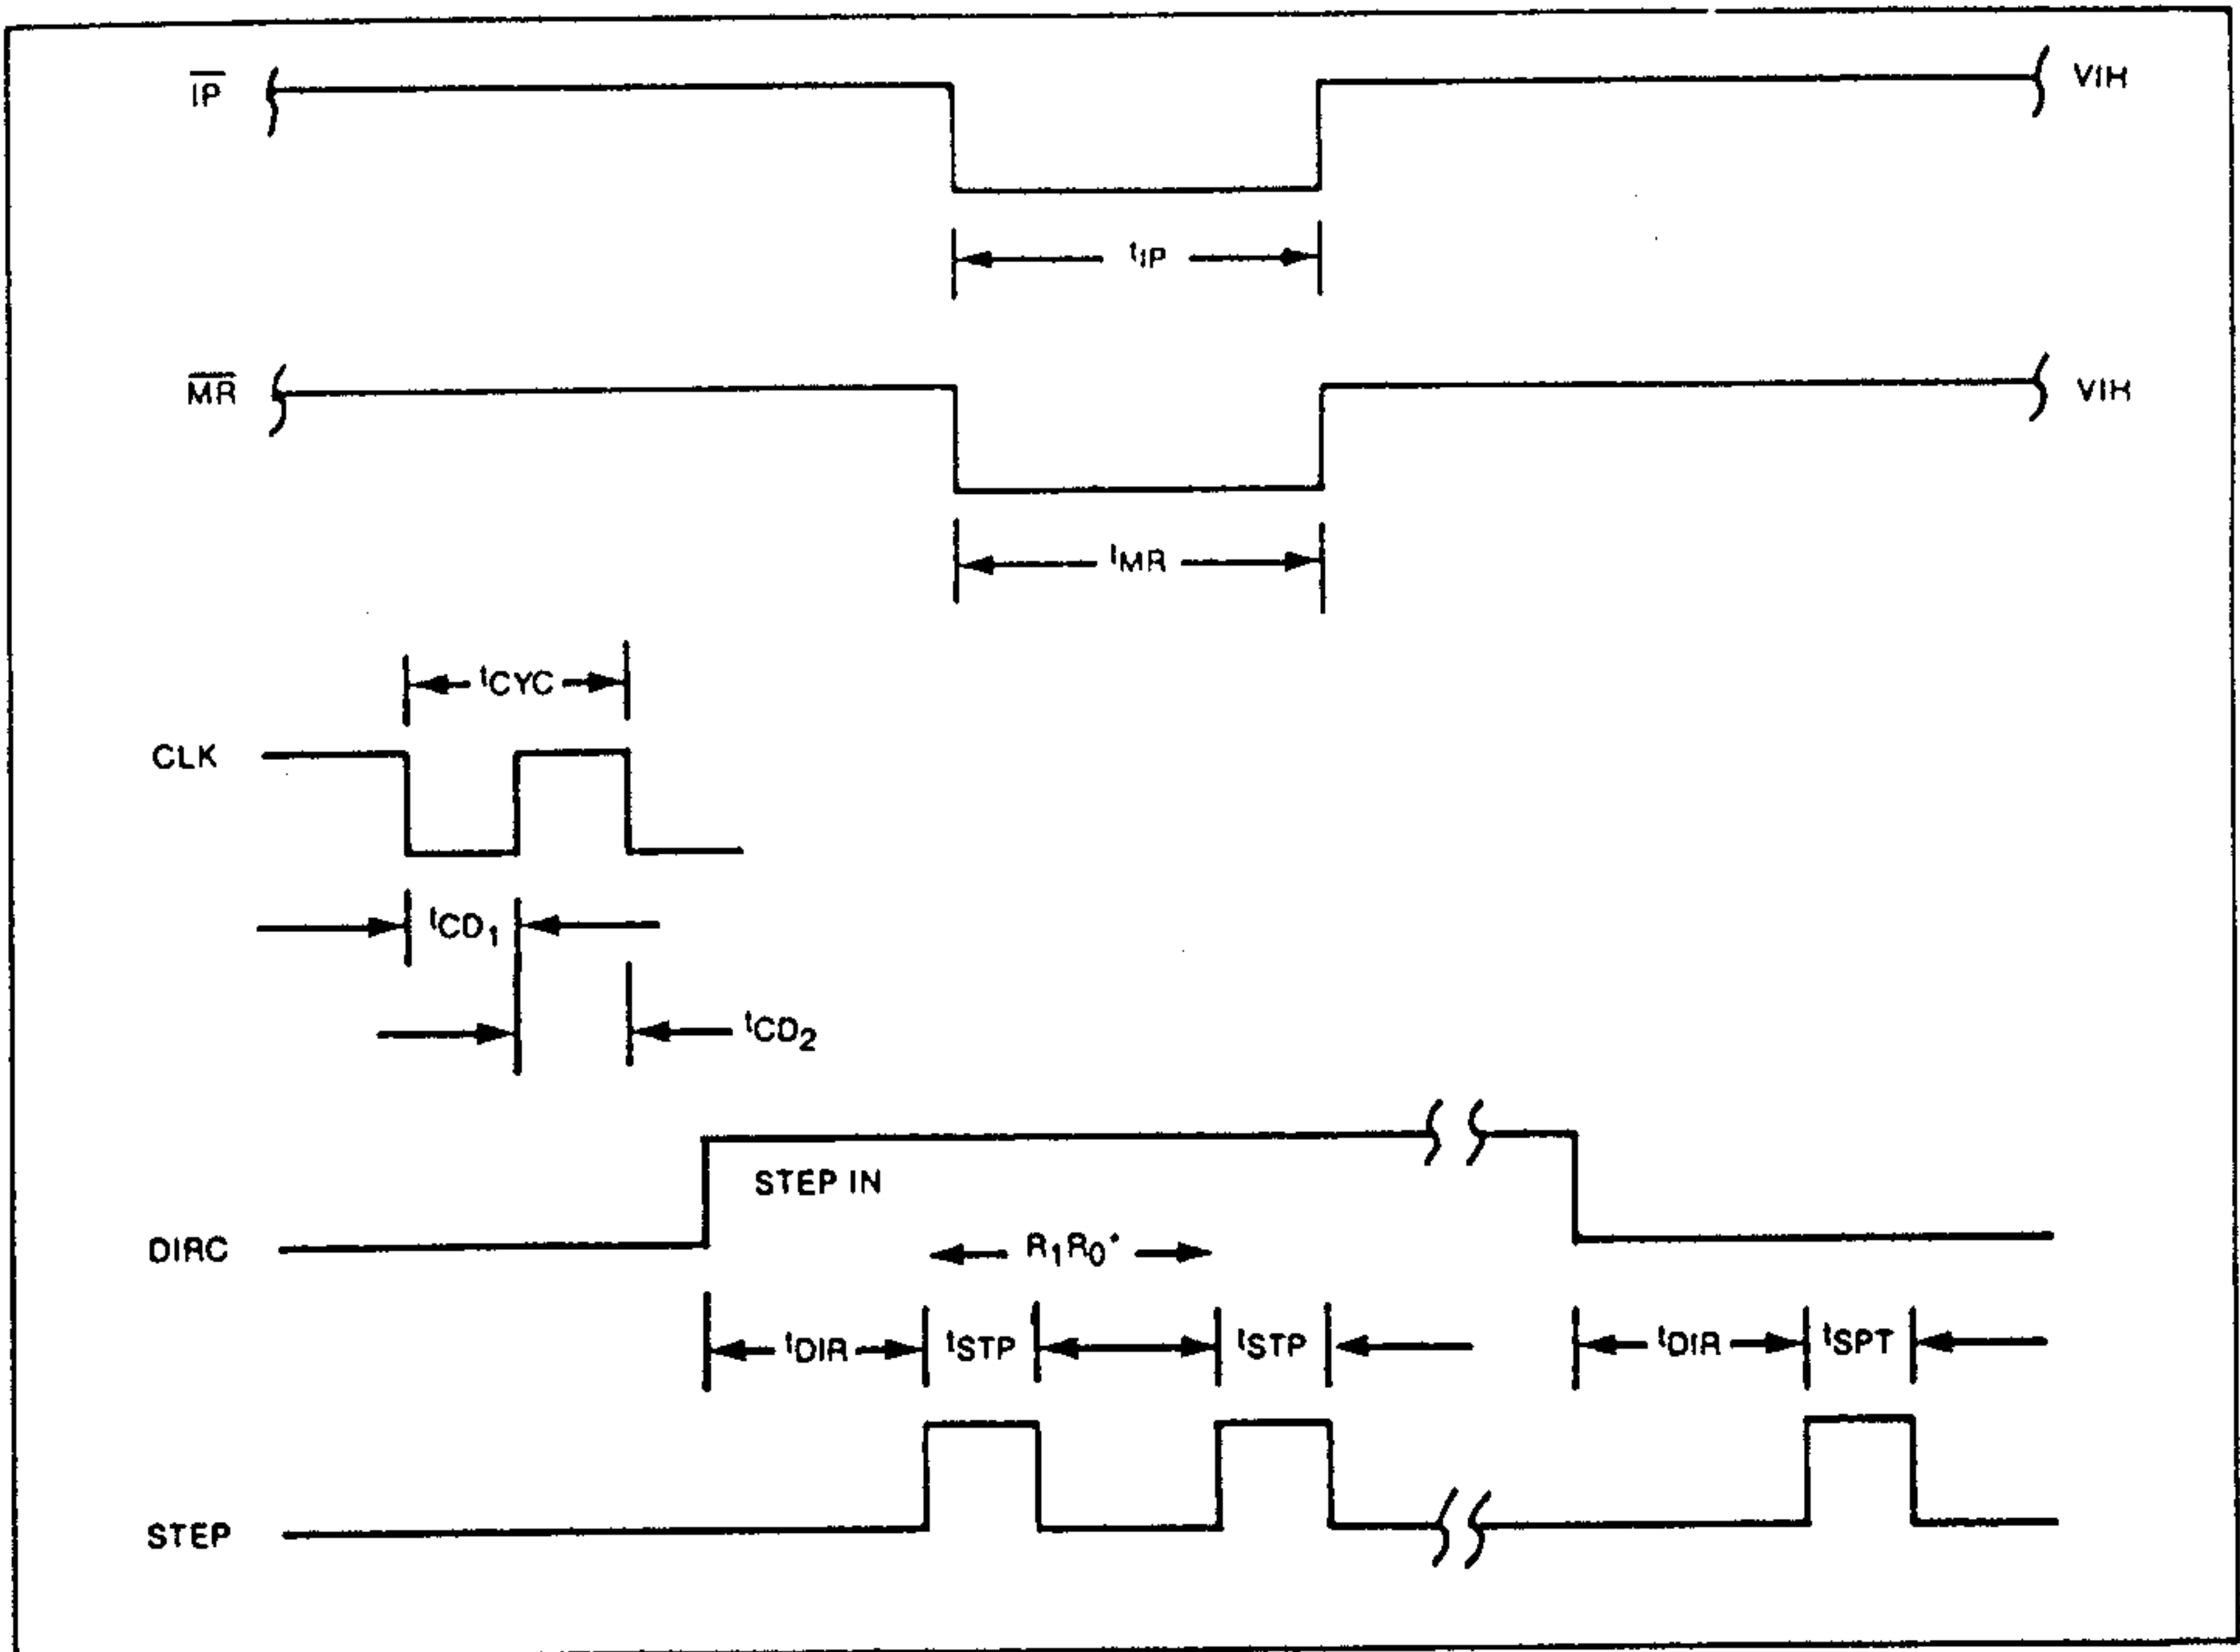 IP VIH
tIP
MR VIH
tMR
tCYC
CLK
tCD1
tCD2
STEP IN
DIRC
R1R0*
tDIR tSTP tSTP tDIR tSPT
STEP